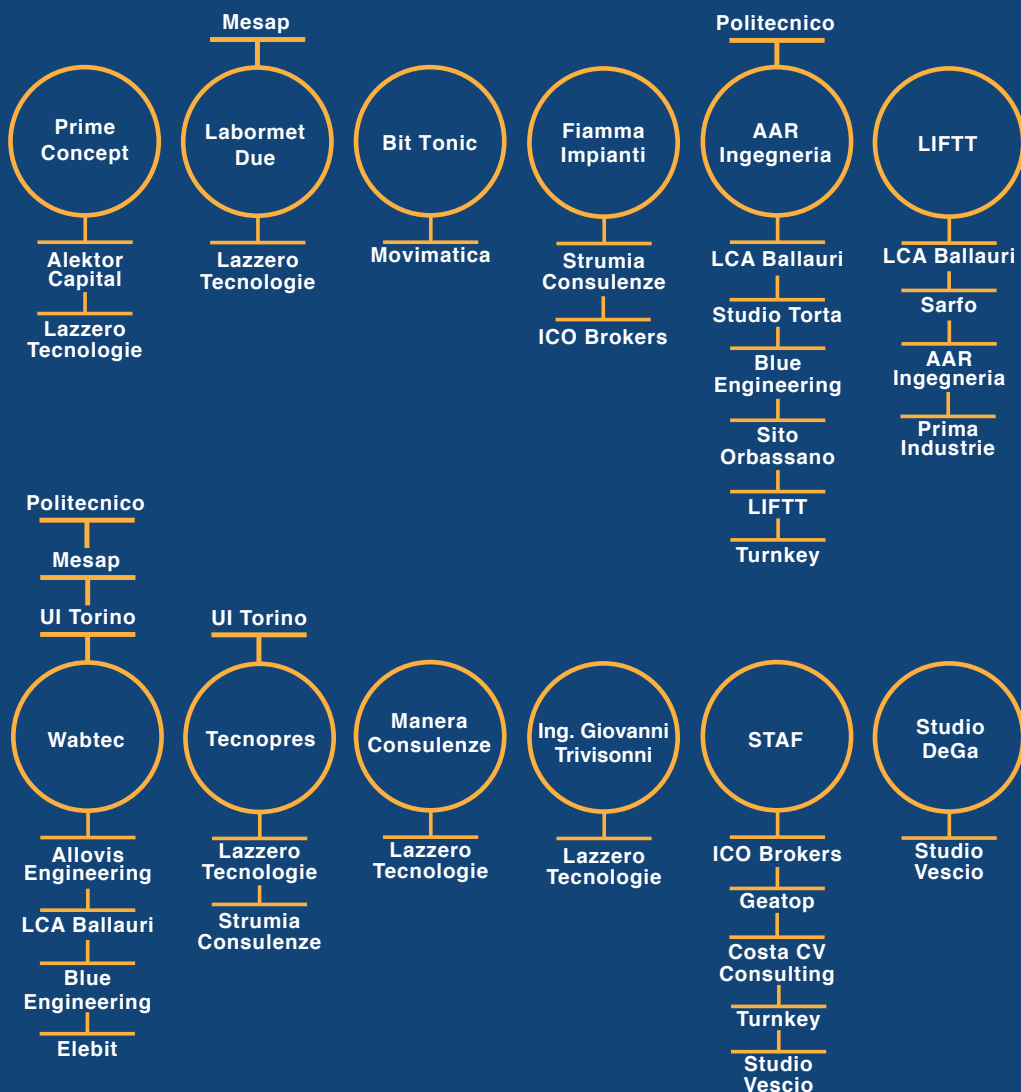 Mesap
Politecnico
Prime
Concept
Labormet
Due
Bit Tonic
Fiamma
Impianti
AAR
Ingegneria
LIFTT
Alektor
Capital
Lazzero
Tecnologie
Lazzero
Tecnologie
Movimatica
Strumia
Consulenze
ICO Brokers
LCA Ballauri
Studio Torta
Blue
Engineering
Sito
Orbassano
LIFTT
Turnkey
LCA Ballauri
Sarfo
AAR
Ingegneria
Prima
Industrie
Politecnico
Mesap
UI Torino
UI Torino
Wabtec
Tecnopres
Manera
Consulenze
Ing. Giovanni
Trivisonni
STAF
Studio
DeGa
Allovis
Engineering
LCA Ballauri
Blue
Engineering
Elebit
Lazzero
Tecnologie
Strumia
Consulenze
Lazzero
Tecnologie
Lazzero
Tecnologie
ICO Brokers
Geatop
Costa CV
Consulting
Turnkey
Studio
Vescio
Studio
Vescio